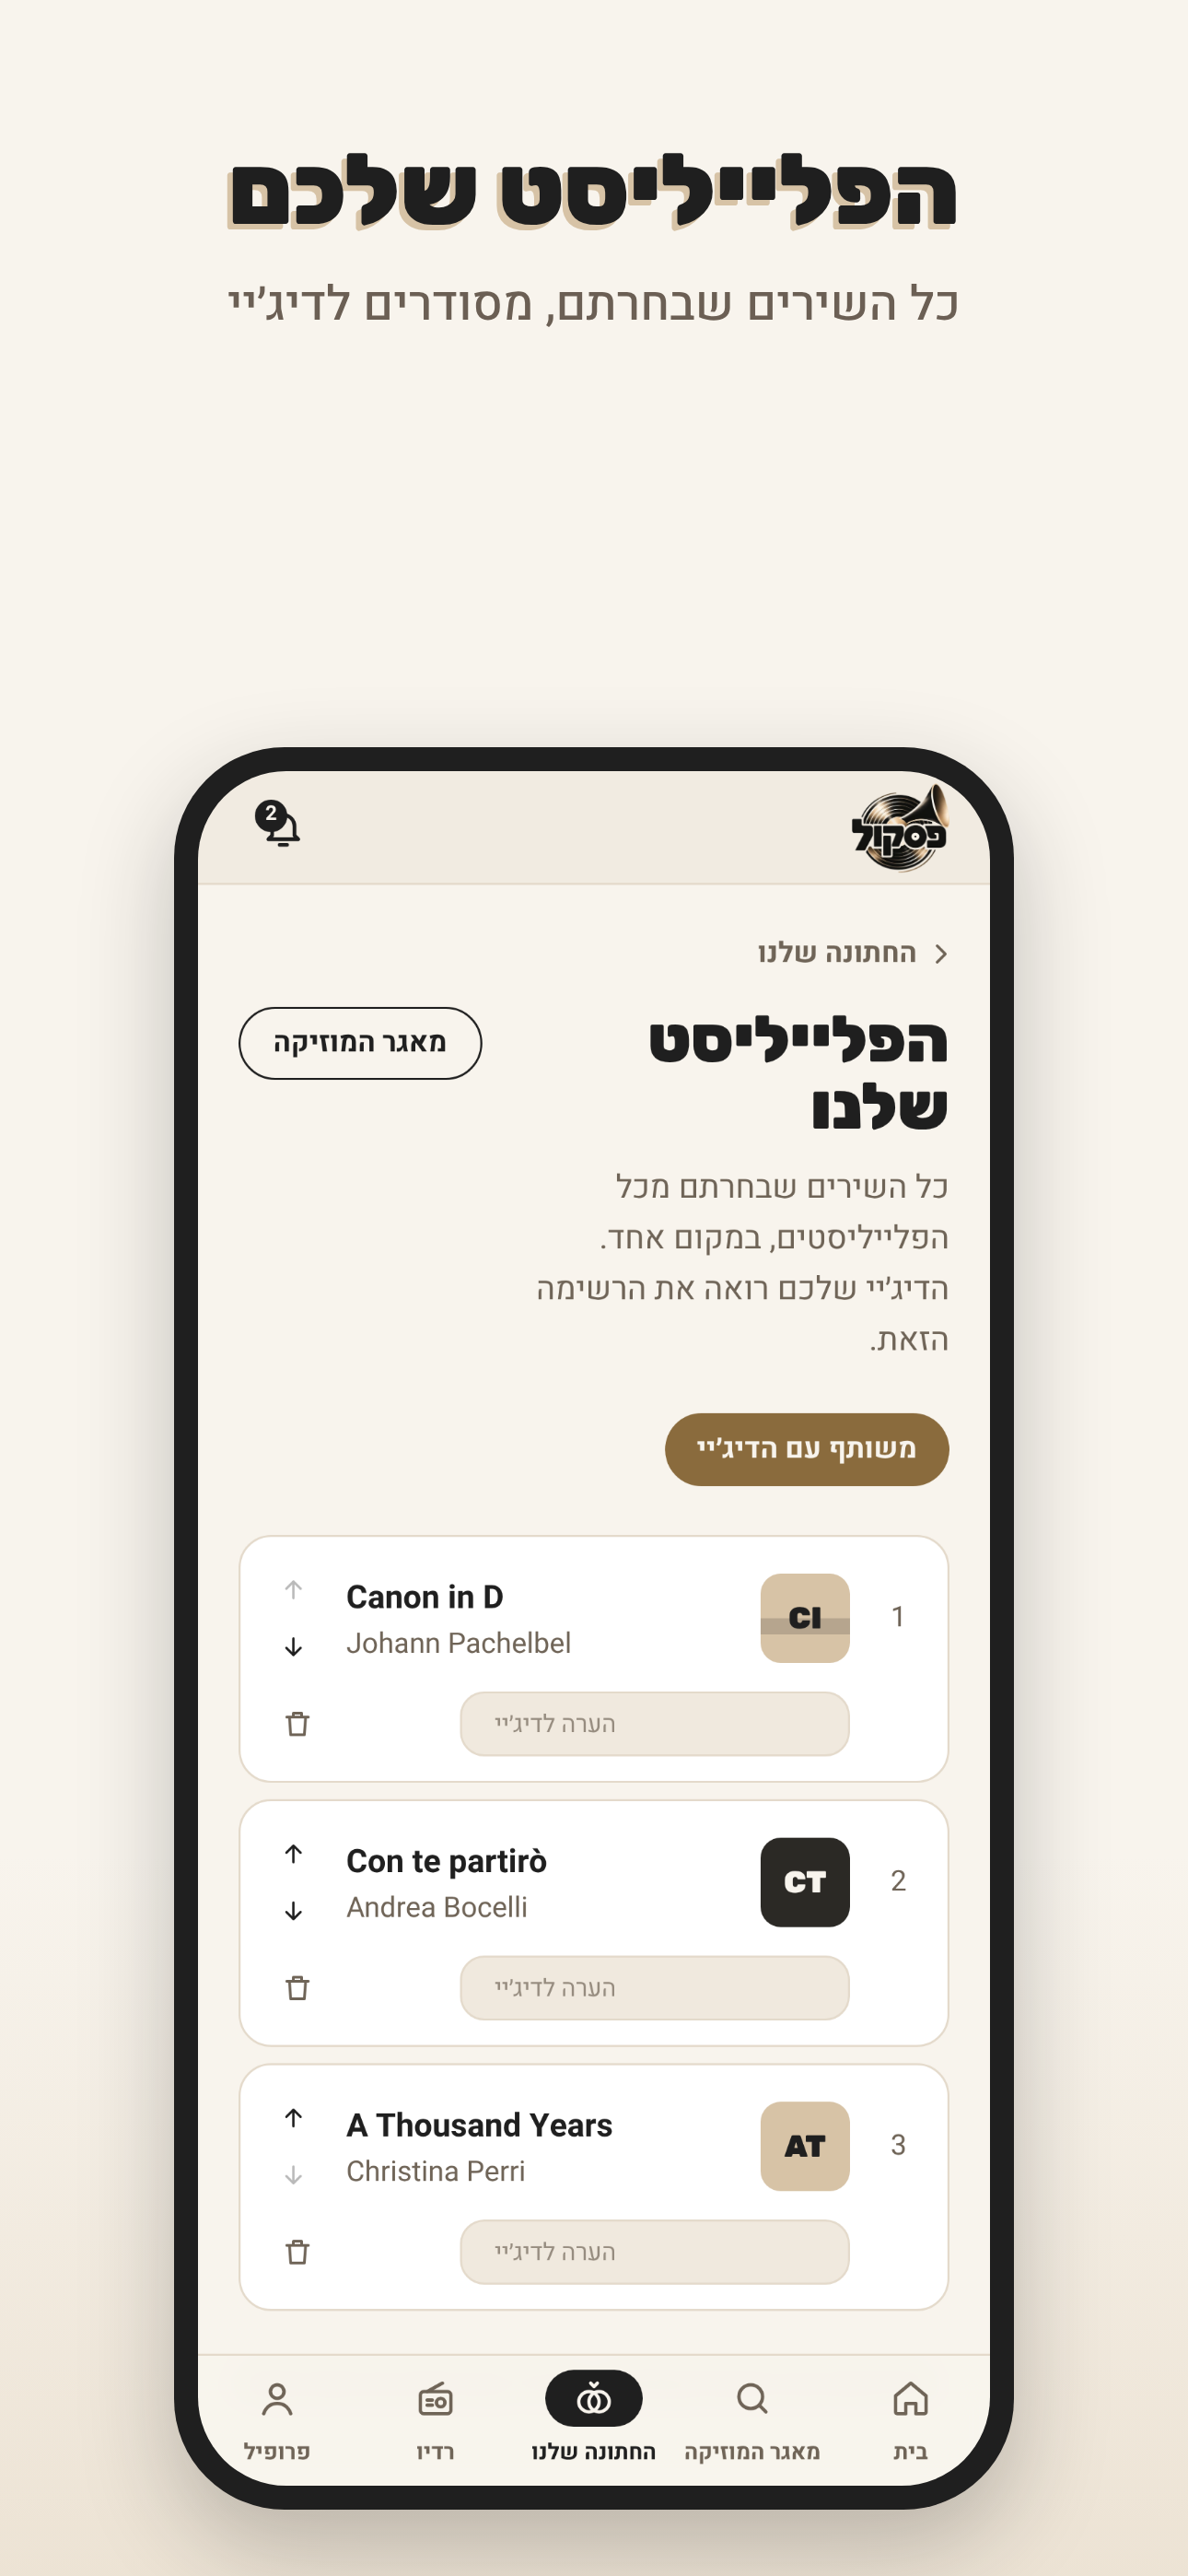 הפלייליסט שלכם
כל השירים שבחרתם, מסודרים לדיג׳יי
פסקול
2
החתונה שלנו
הפלייליסט
שלנו
מאגר המוזיקה
כל השירים שבחרתם מכל
הפלייליסטים, במקום אחד.
הדיג׳יי שלכם רואה את הרשימה
הזאת.
משותף עם הדיג׳יי
1
CI
Canon in D
Johann Pachelbel
הערה לדיג׳יי
2
CT
Con te partirò
Andrea Bocelli
הערה לדיג׳יי
3
AT
A Thousand Years
Christina Perri
הערה לדיג׳יי
בית
מאגר המוזיקה
החתונה שלנו
רדיו
פרופיל